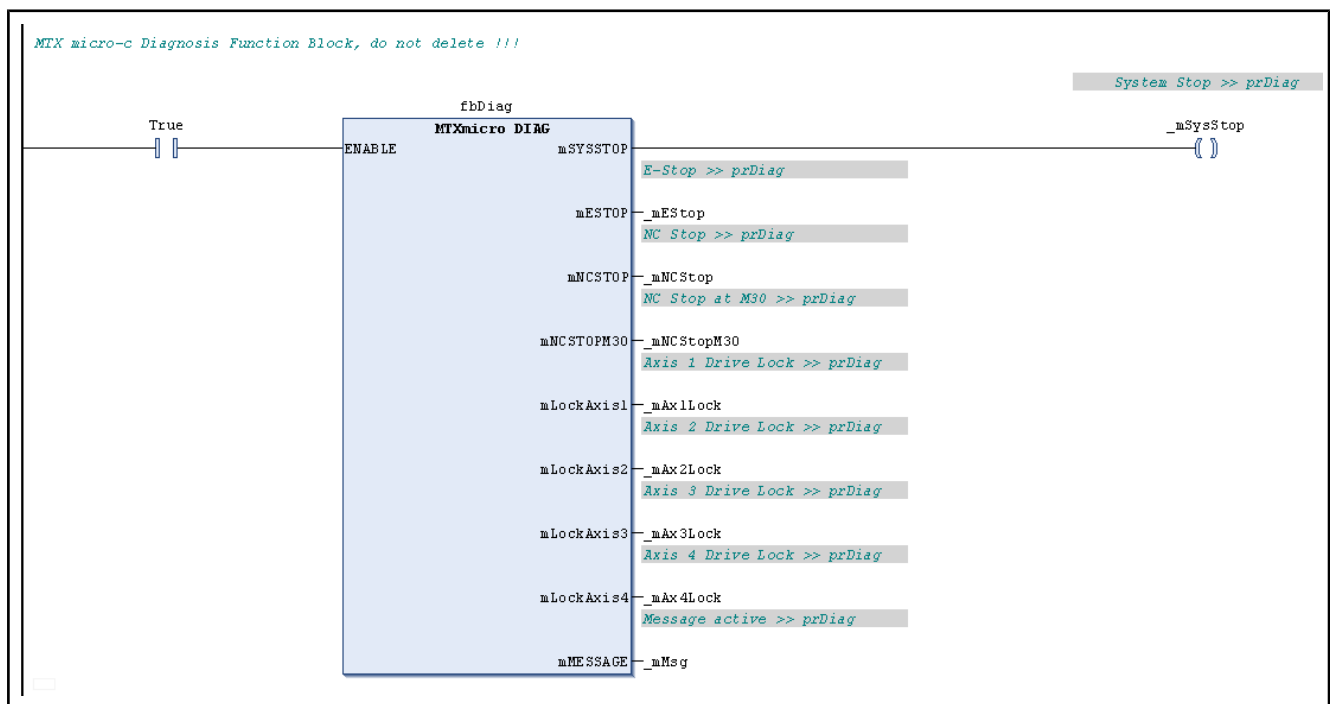 MTX micro-c Diagnosis Function Block, do not delete !!!
System Stop >> prDiag
fbDiag
True
MTXmicro DIAG
_mSysStop
ENABLE
mSYSSTOP
E-Stop >> prDiag
mESTOP
_mEStop
NC Stop >> prDiag
mNCSTOP
_mNCStop
NC Stop at M30 >> prDiag
mNCSTOPM30
_mNCStopM30
Axis 1 Drive Lock >> prDiag
mLockAxis1
_mAx1Lock
Axis 2 Drive Lock >> prDiag
mLockAxis2
_mAx2Lock
Axis 3 Drive Lock >> prDiag
mLockAxis3
_mAx3Lock
Axis 4 Drive Lock >> prDiag
mLockAxis4
_mAx4Lock
Message active >> prDiag
mMESSAGE
_mMsg